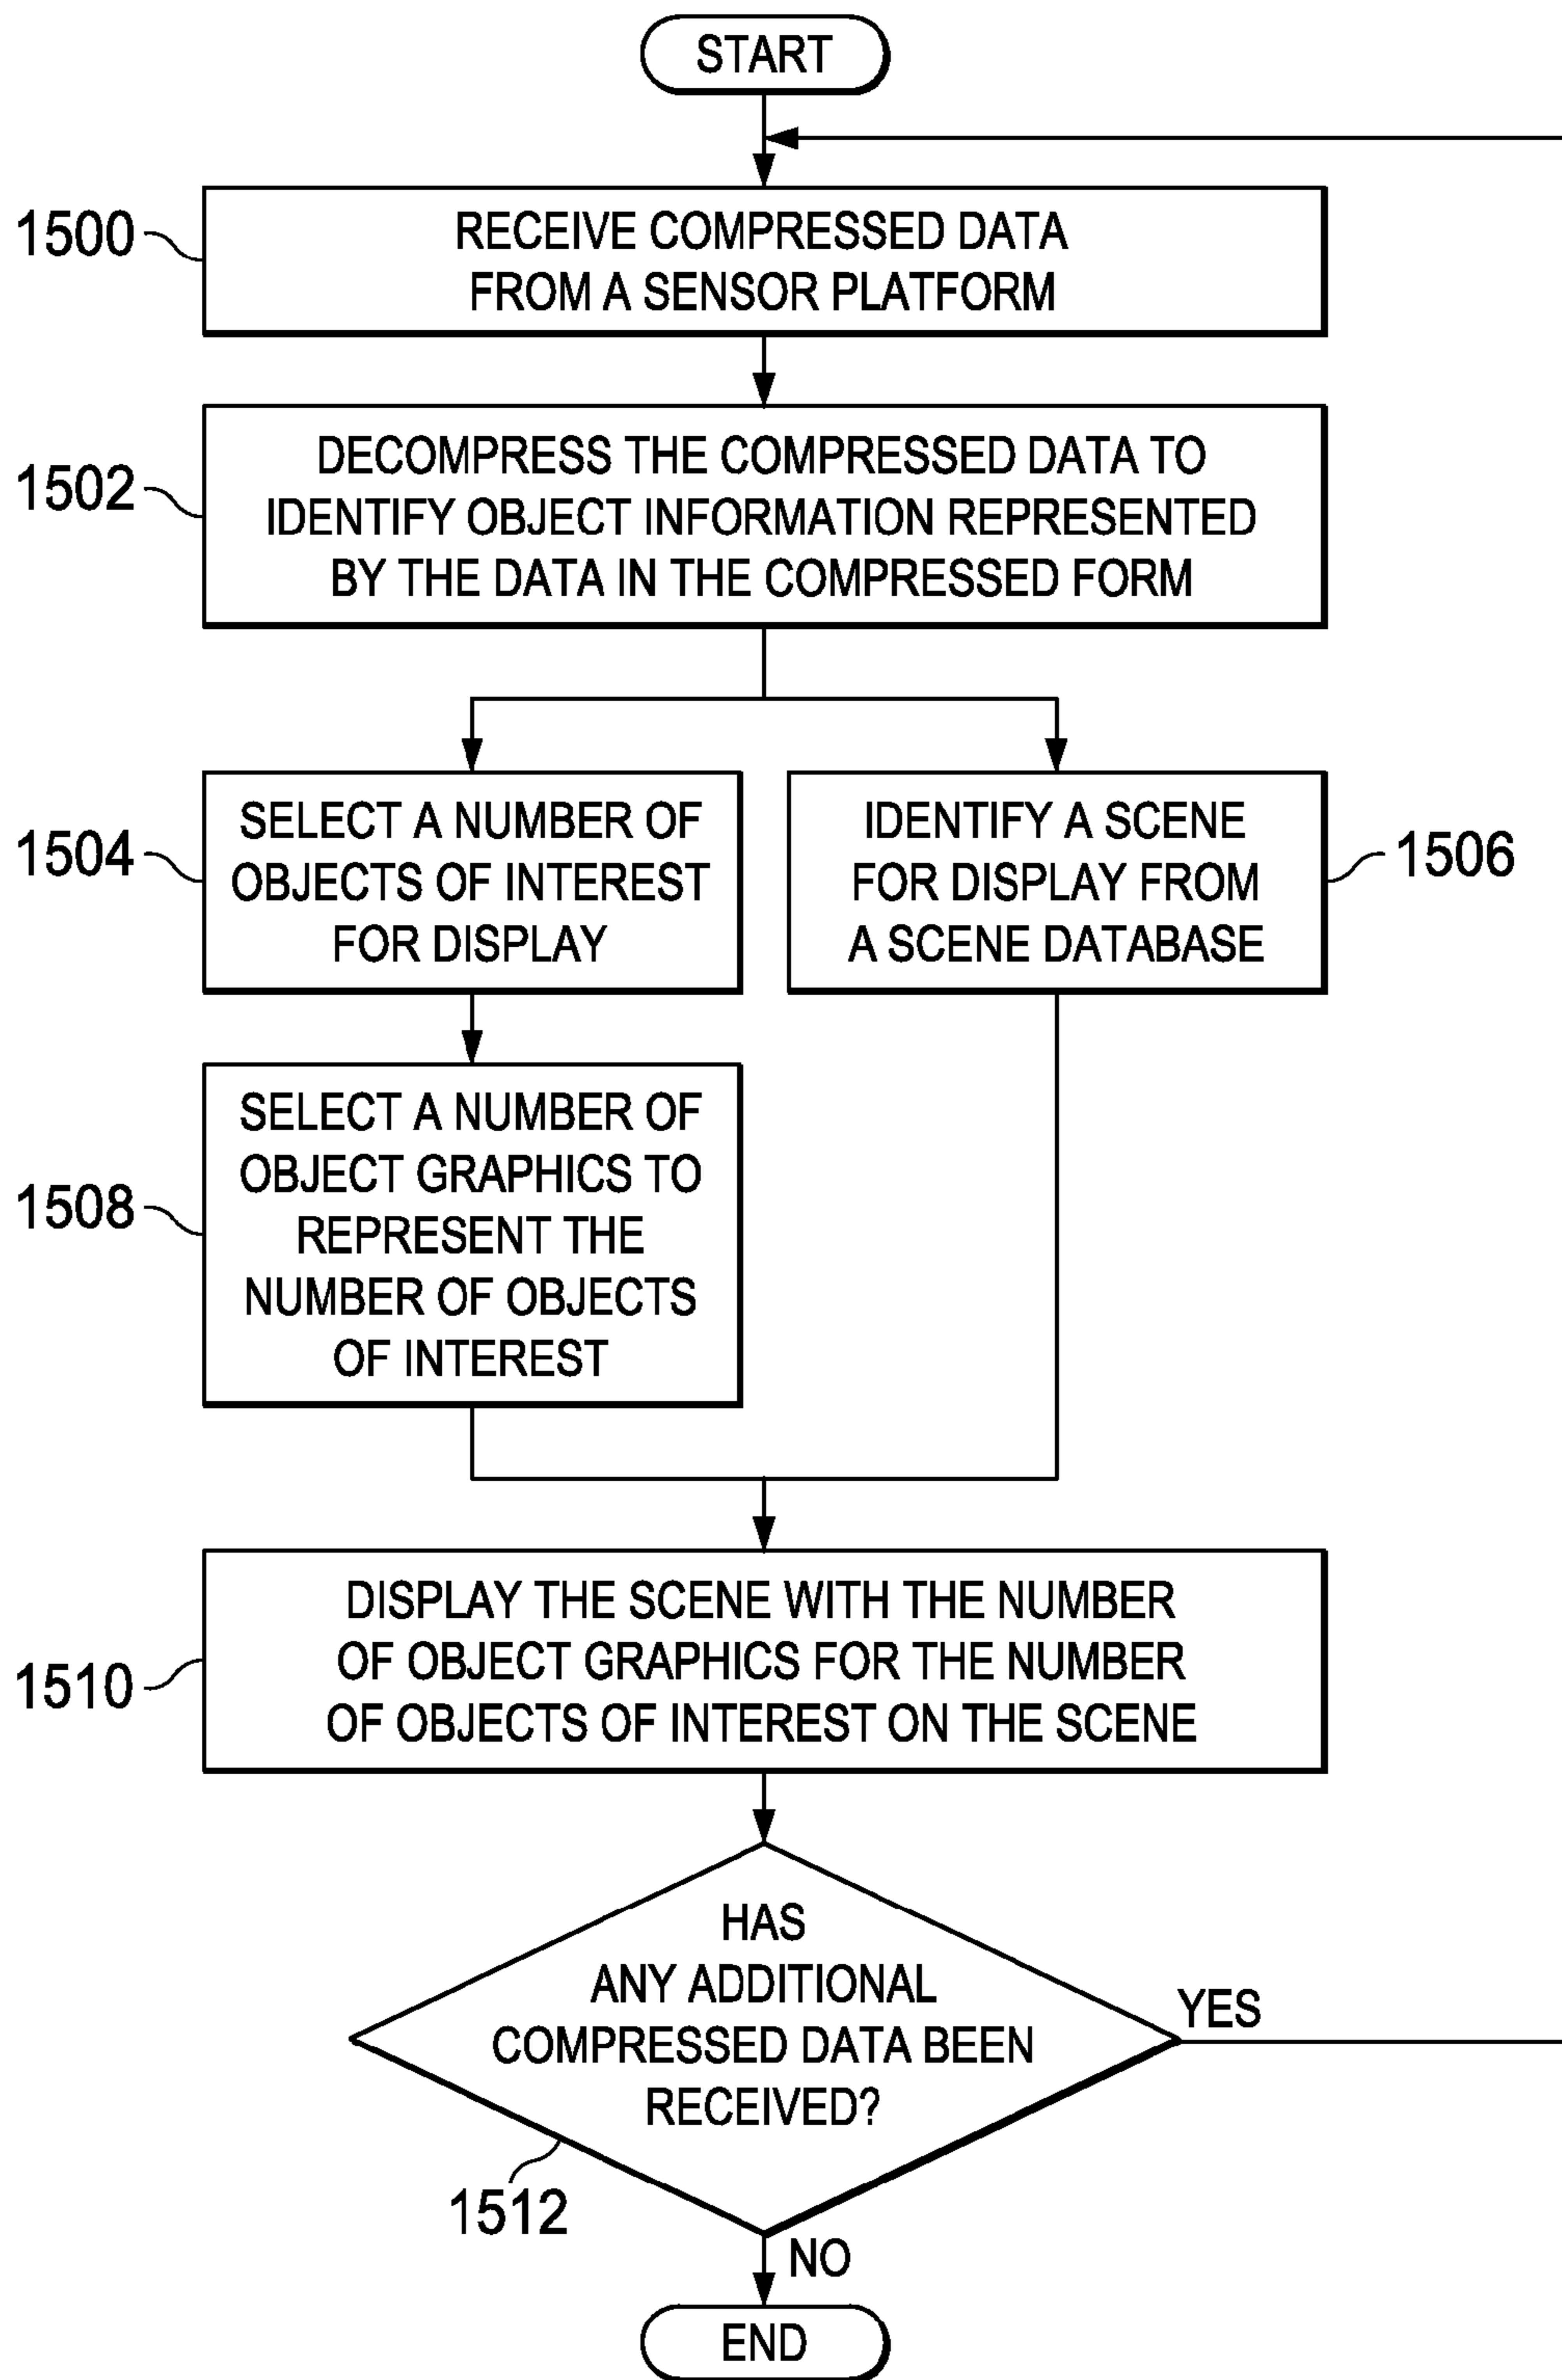 START
1500
RECEIVE COMPRESSED DATA
FROM A SENSOR PLATFORM
1502
DECOMPRESS THE COMPRESSED DATA TO
IDENTIFY OBJECT INFORMATION REPRESENTED
BY THE DATA IN THE COMPRESSED FORM
1504
SELECT A NUMBER OF
OBJECTS OF INTEREST
FOR DISPLAY
IDENTIFY A SCENE
FOR DISPLAY FROM
A SCENE DATABASE
1506
1508
SELECT A NUMBER OF
OBJECT GRAPHICS TO
REPRESENT THE
NUMBER OF OBJECTS
OF INTEREST
1510
DISPLAY THE SCENE WITH THE NUMBER
OF OBJECT GRAPHICS FOR THE NUMBER
OF OBJECTS OF INTEREST ON THE SCENE
HAS
ANY ADDITIONAL
COMPRESSED DATA BEEN
RECEIVED?
YES
1512
NO
END